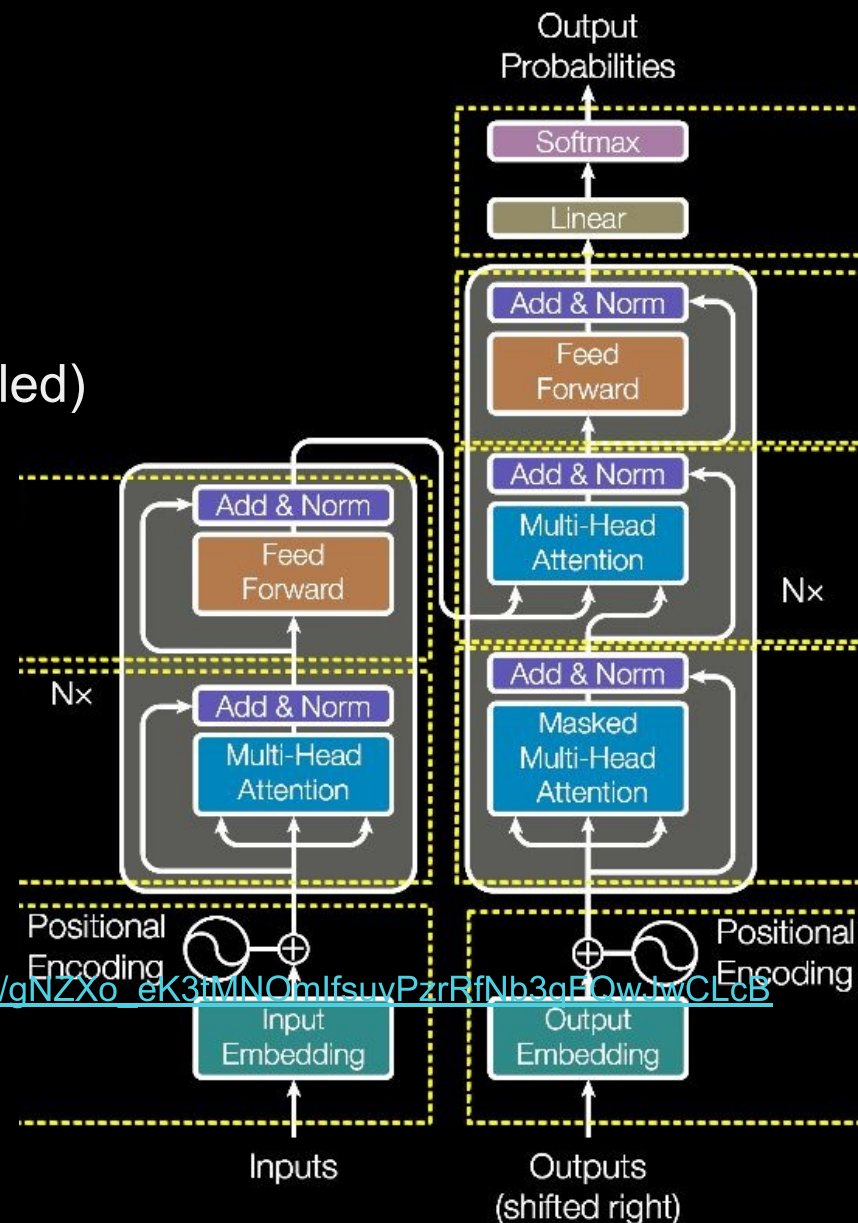 Output
Probabilities
Softmax
Linear
Add & Norm
Feed
Forward
led)
Add & Norm
Multi-Head
Attention
Nx
Add & Norm
Feed
Forward
Add & Norm
Masked
Multi-Head
Attention
Nx
Add & Norm
Multi-Head
Attention
Positional
Encoding
Positional
Encoding
Input
Embedding
Output
Embedding
Inputs
Outputs
(shifted right)